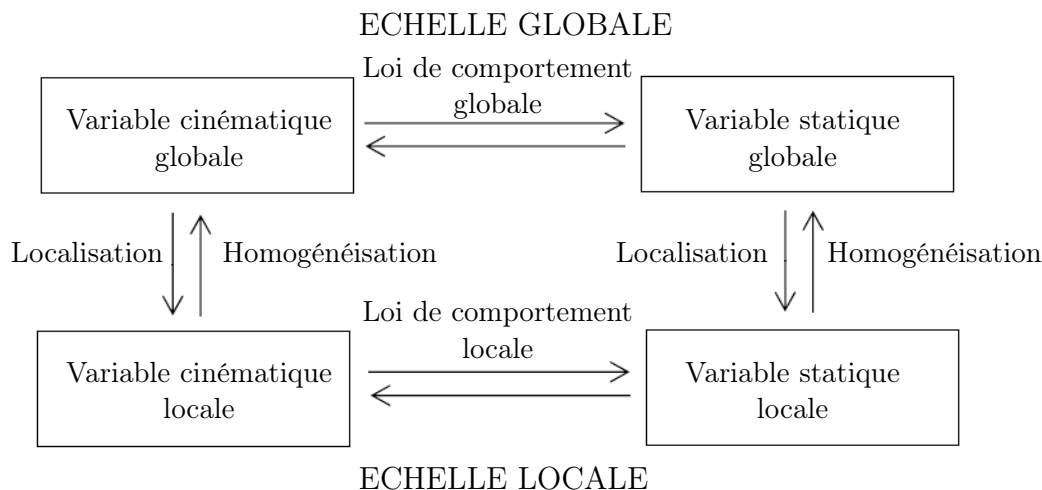 ECHELLE GLOBALE
Loi de comportement
globale
Variable cinématique
globale
Variable statique
globale
Localisation
Homogénéisation
Localisation
Homogénéisation
Loi de comportement
locale
Variable cinématique
locale
Variable statique
locale
ECHELLE LOCALE